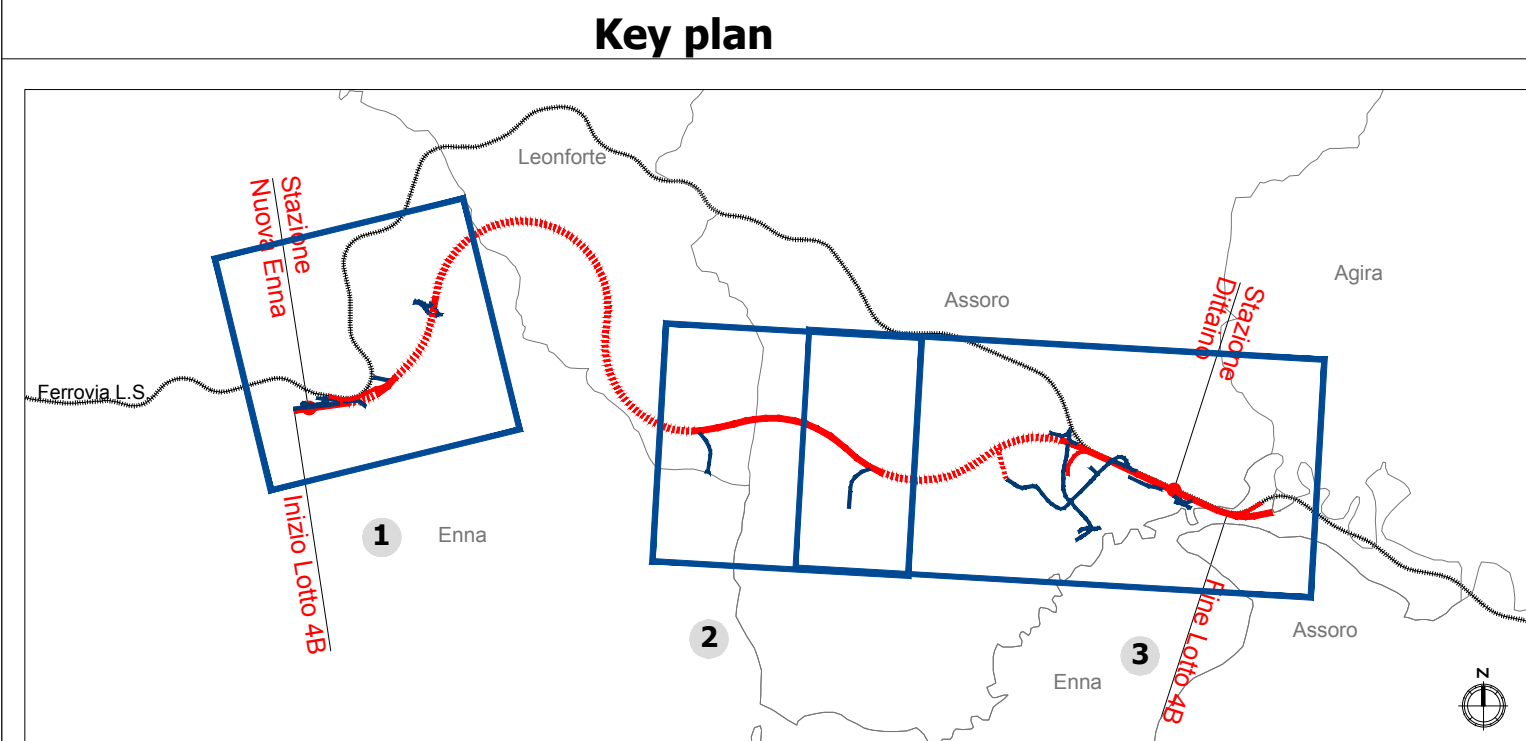 Key plan
Leonforte
Stazione
Nuova Enna
Agira
Assoro
Stazione
Dittaino
Ferrovia L.S.
Inizio Lotto 4B
1
Enna
2
3
Fine Lotto 4B
Assoro
Enna
N